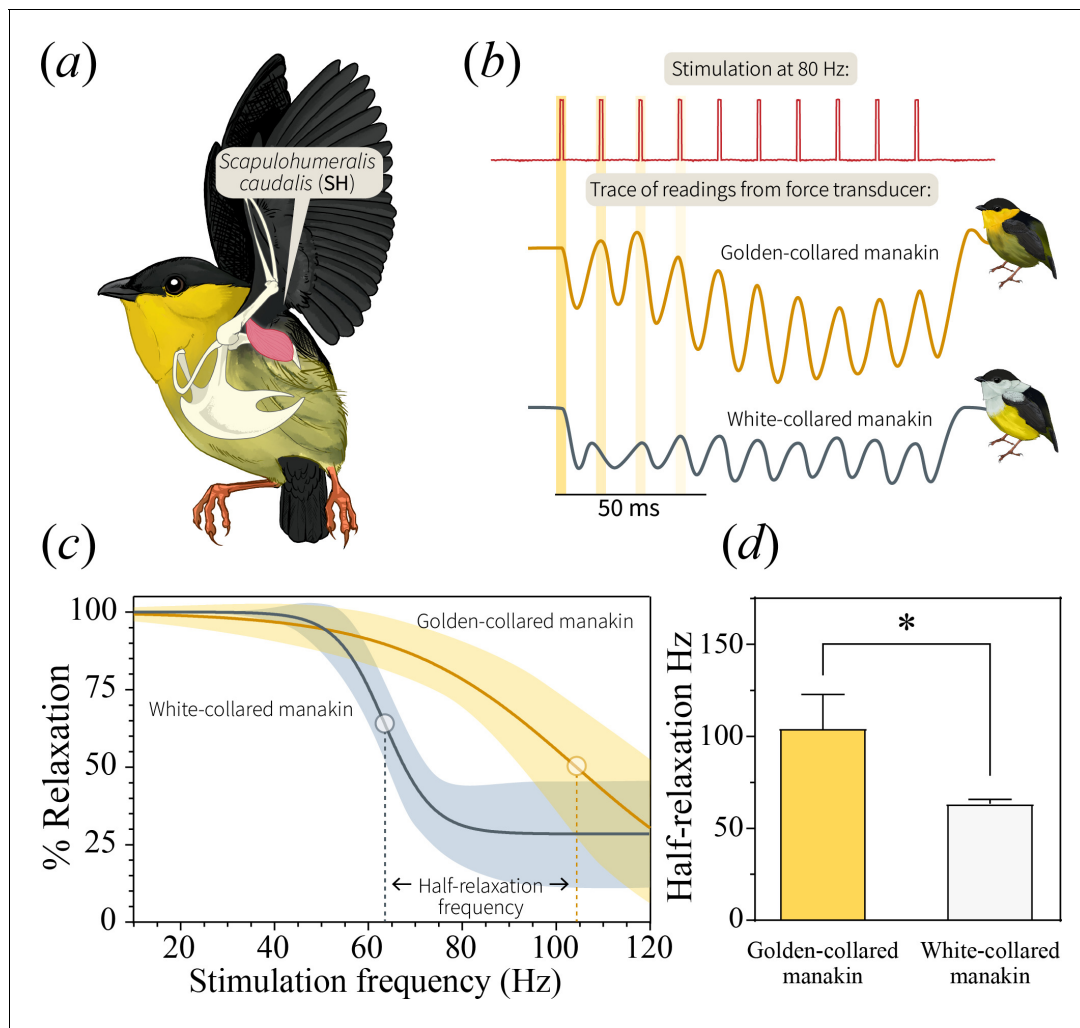 (a)
Scapulohumeralis
caudalis (SH)
(b)
Stimulation at 80 Hz:
Trace of readings from force transducer:
Golden-collared manakin
White-collared manakin
50 ms
(c)
% Relaxation
100
75
50
25
0
Golden-collared manakin
White-collared manakin
← Half-relaxation →
frequency
20 40 60 80 100 120
Stimulation frequency (Hz)
(d)
Half-relaxation Hz
150
100
50
0
*
Golden-collared
manakin
White-collared
manakin